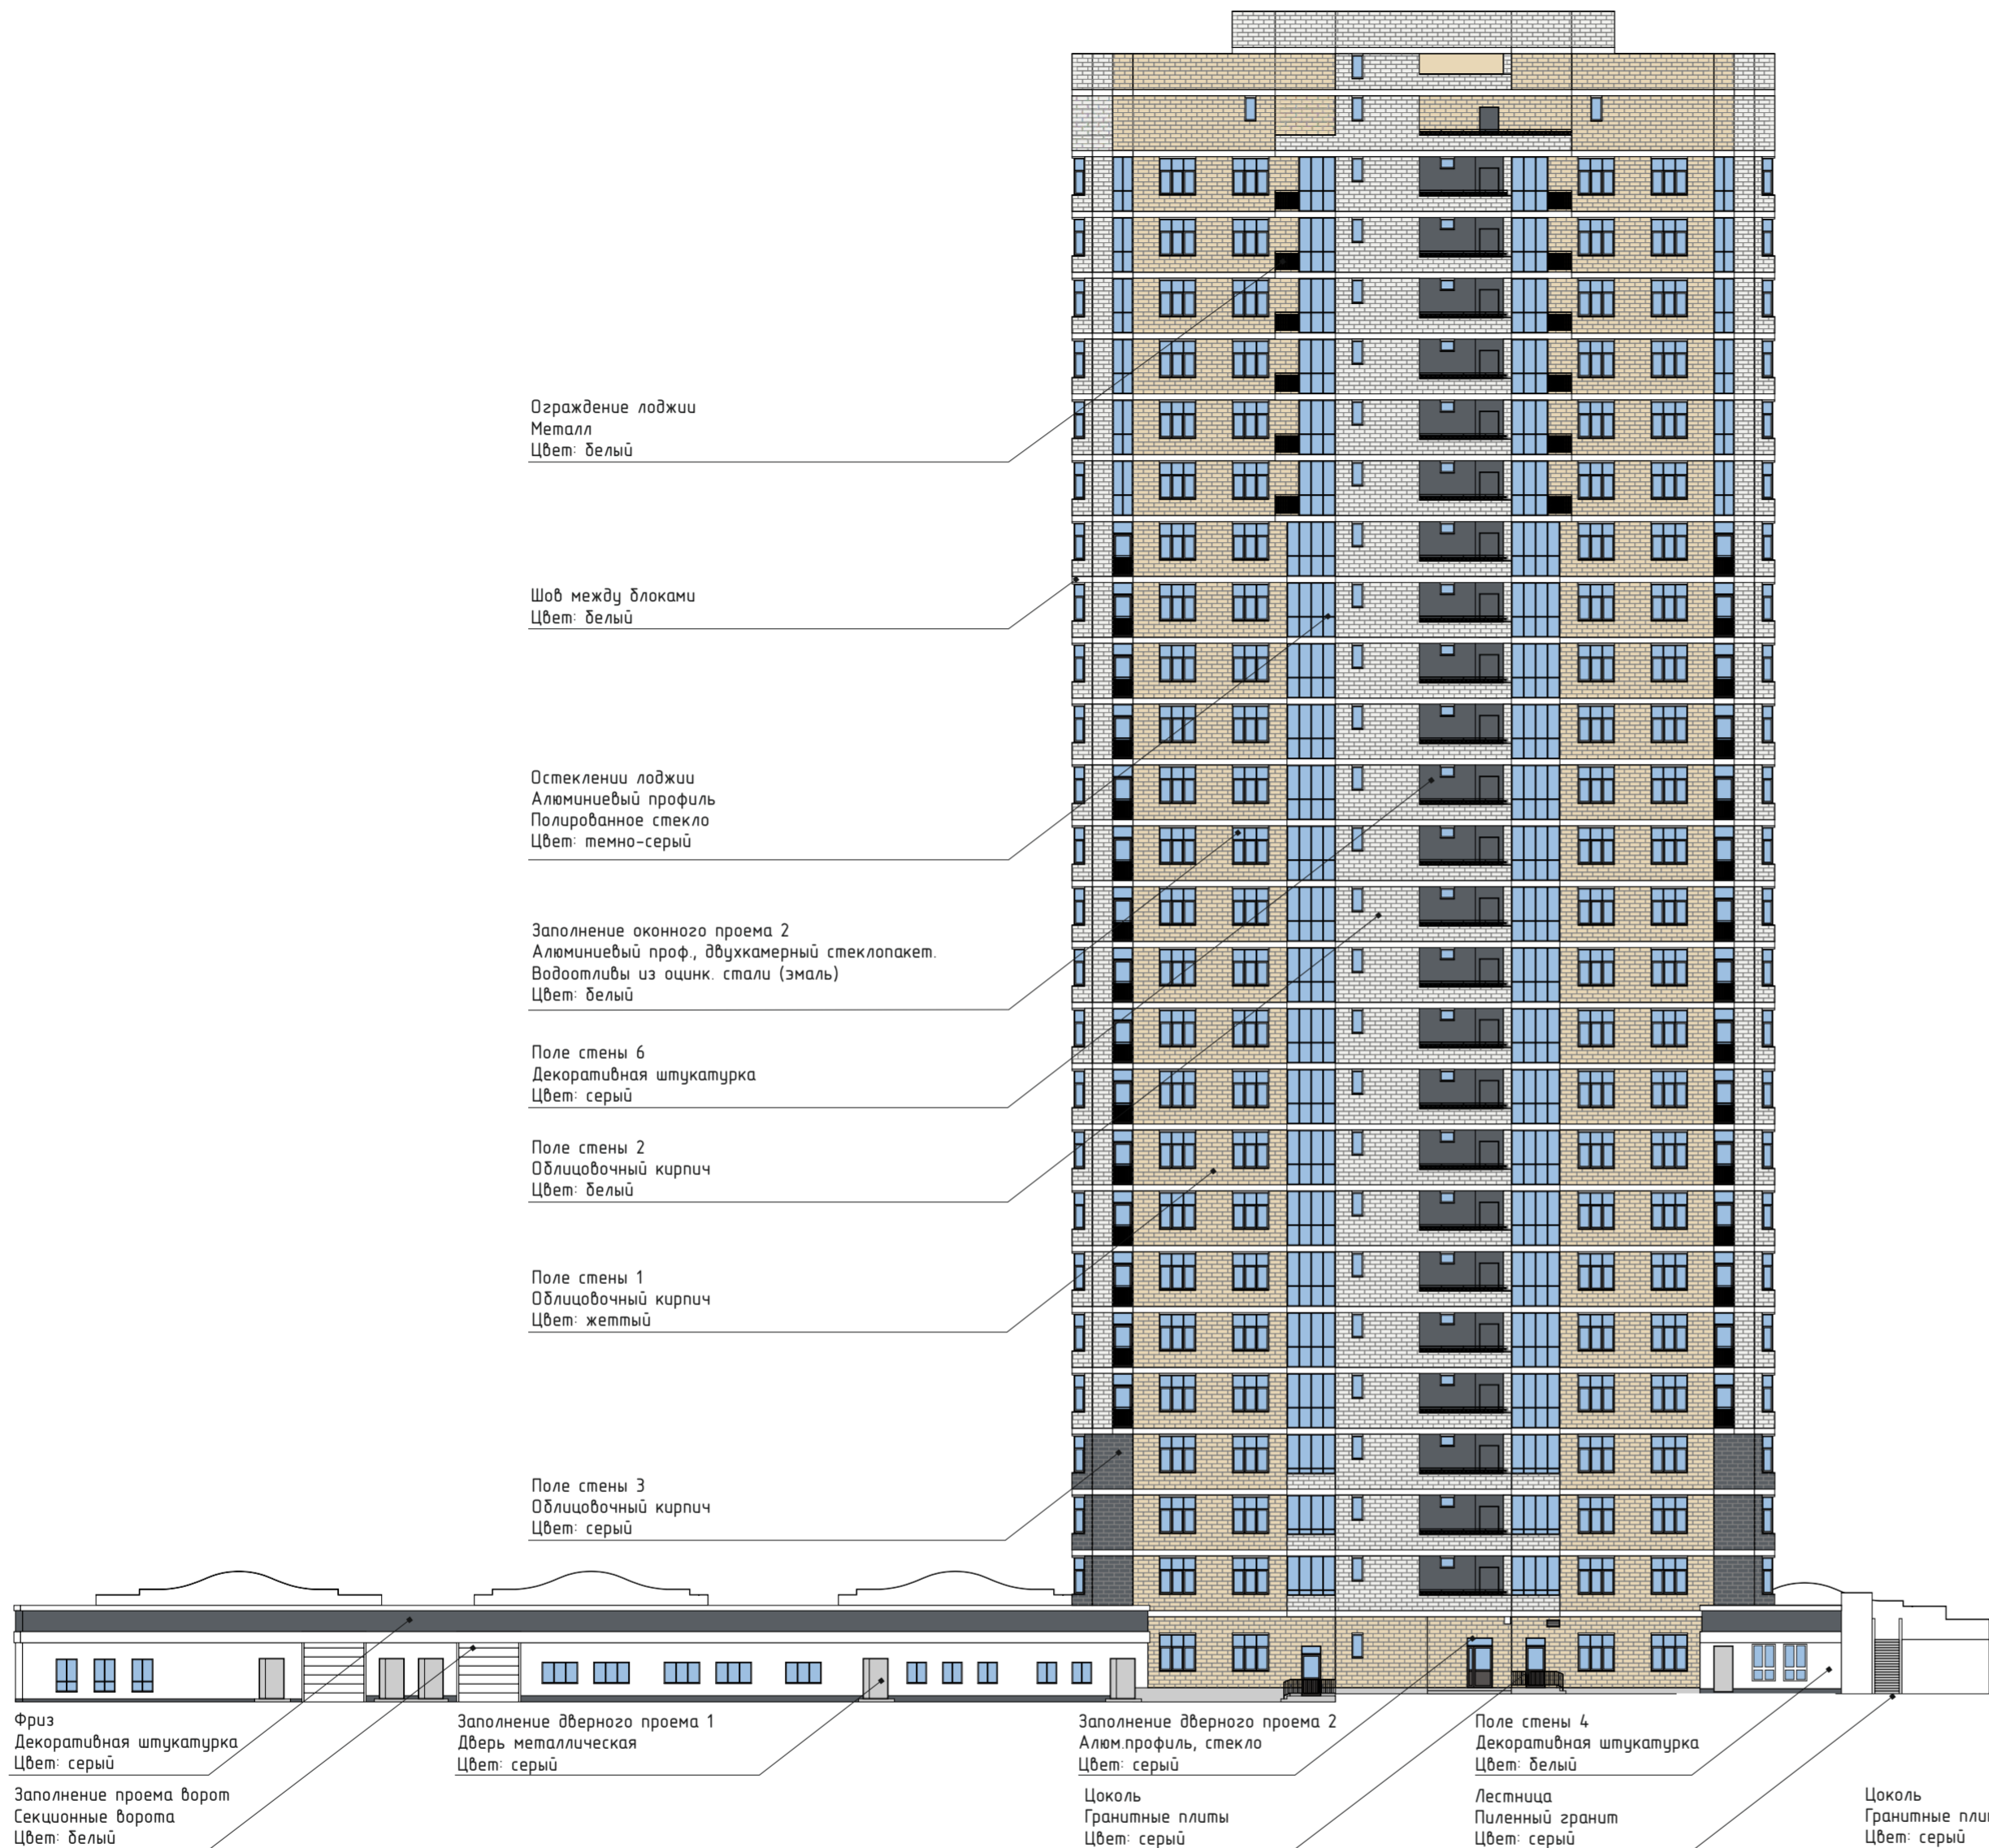 Ограждение лоджии
Металл
Цвет: белый
Шов между блоками
Цвет: белый
Остеклении лоджии
Алюминиевый профиль
Полированное стекло
Цвет: темно-серый
Заполнение оконного проема 2
Алюминиевый проф., двухкамерный стеклопакет.
Водоотливы из оцинк. стали (эмаль)
Цвет: белый
Поле стены 6
Декоративная штукатурка
Цвет: серый
Поле стены 2
Облицовочный кирпич
Цвет: белый
Поле стены 1
Облицовочный кирпич
Цвет: жетлый
Поле стены 3
Облицовочный кирпич
Цвет: серый
Фриз
Декоративная штукатурка
Цвет: серый
Заполнение проема ворот
Секционные ворота
Цвет: белый
Заполнение дверного проема 1
Дверь металлическая
Цвет: серый
Заполнение дверного проема 2
Алюм.профиль, стекло
Цвет: серый
Цоколь
Гранитные плиты
Цвет: серый
Поле стены 4
Декоративная штукатурка
Цвет: белый
Лестница
Пиленный гранит
Цвет: серый
Цоколь
Гранитные
Цвет: серый